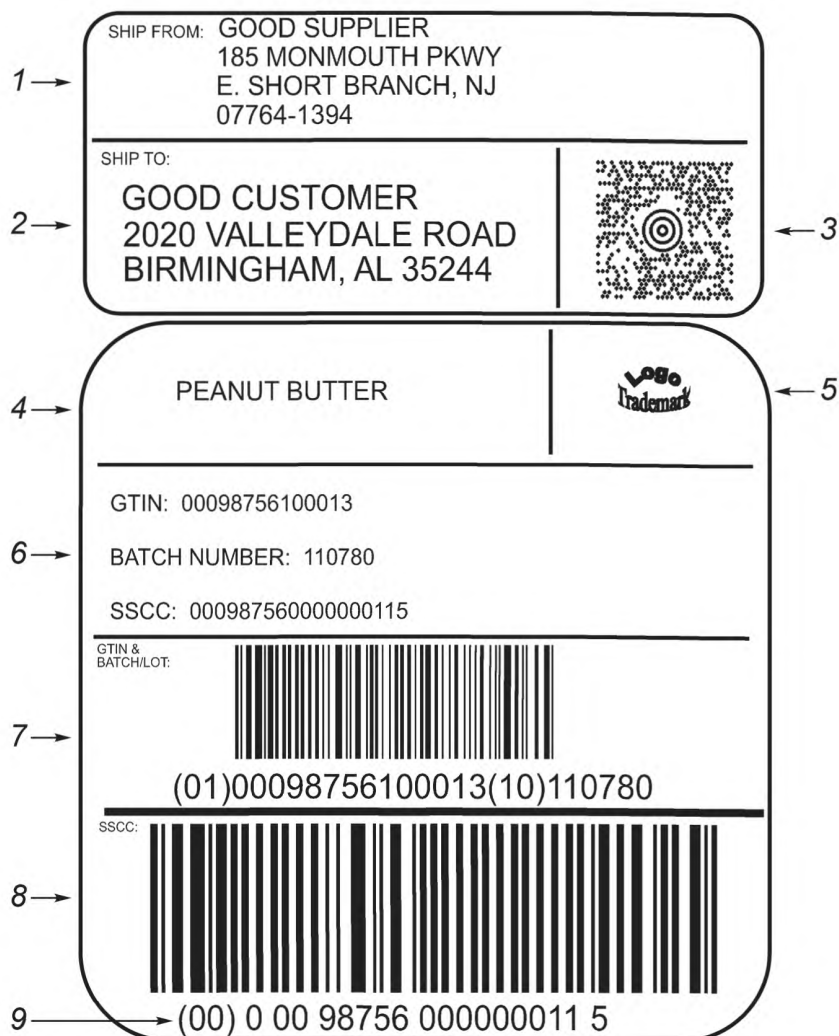 SHIP FROM: GOOD SUPPLIER
185 MONMOUTH PKWY
E. SHORT BRANCH, NJ
07764-1394
1
SHIP TO:
GOOD CUSTOMER
2020 VALLEYDALE ROAD
BIRMINGHAM, AL 35244
2
3
PEANUT BUTTER
4
Logo
Trademark
5
GTIN: 00098756100013
BATCH NUMBER: 110780
SSCC: 000987560000000115
6
GTIN &
BATCH/LOT:
7
(01)00098756100013(10)110780
SSCC:
8
(00) 0 00 98756 000000011 5
9